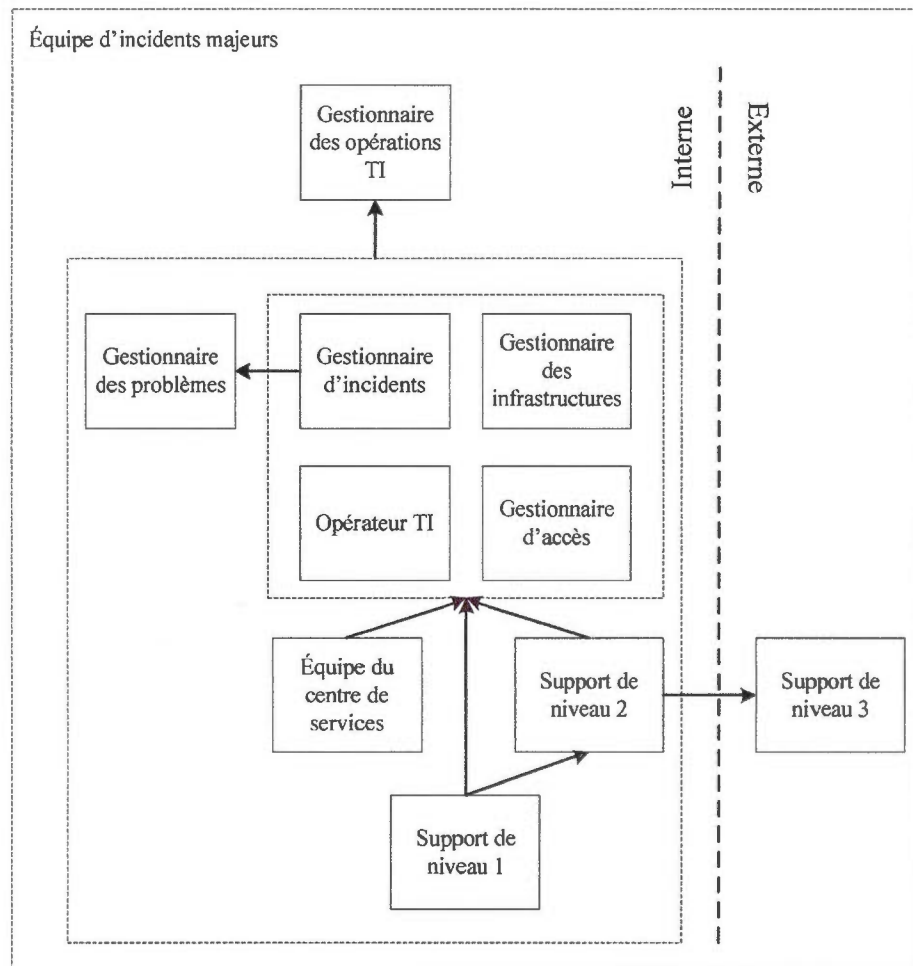 Équipe d'incidents majeurs
Gestionnaire
des opérations
TI
Interne
Externe
Gestionnaire
des problèmes
Gestionnaire
d'incidents
Gestionnaire
des
infrastructures
Opérateur TI
Gestionnaire
d'accès
Équipe du
centre de
services
Support de
niveau 2
Support de
niveau 3
Support de
niveau 1